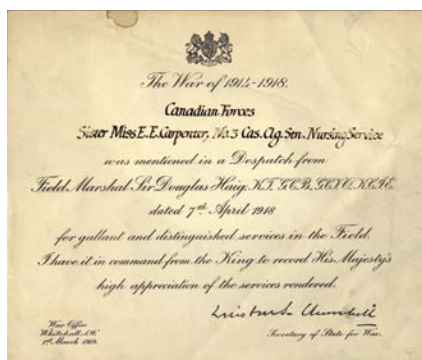 The War of 1914-1918.
Canadian Forces
Sister Miss E. E. Carpenter, No. 3 Cas. Clg. Stn., Nursing Service
was mentioned in a Despatch from
Field Marshal Sir Douglas Haig, K.T. G.C.B. G.C.V.O. K.C.I.E.
dated 7th April 1918
for gallant and distinguished services in the Field.
I have it in command from the King to record His Majesty's
high appreciation of the services rendered.
Winston S. Churchill
War Office
Whitehall, S.W.
1st March 1919.
Secretary of State for War.